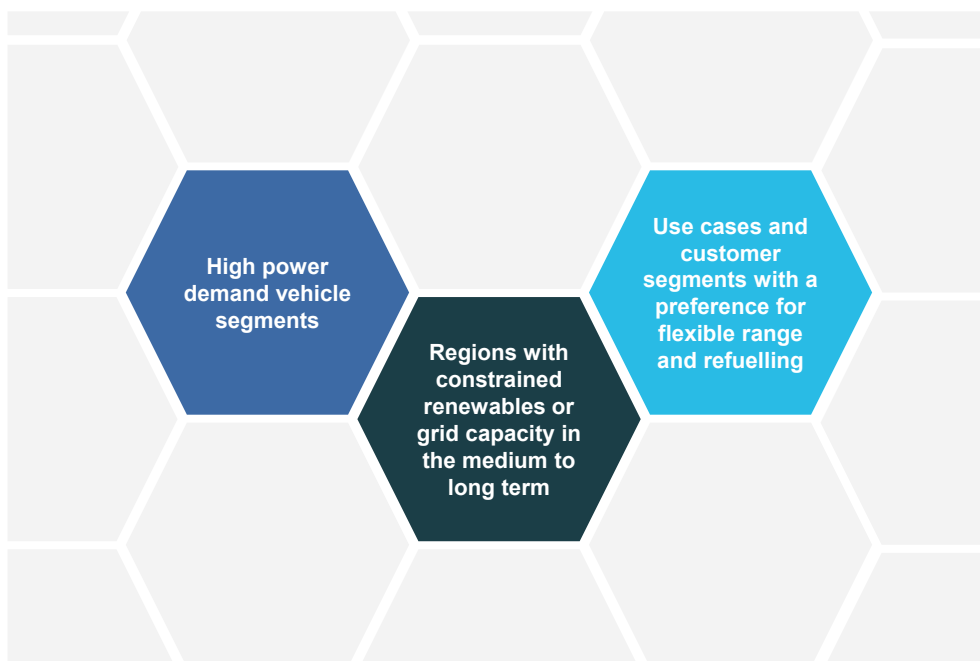 High power
demand vehicle
segments
Regions with
constrained
renewables or
grid capacity in
the medium to
long term
Use cases and
customer
segments with a
preference for
flexible range
and refuelling